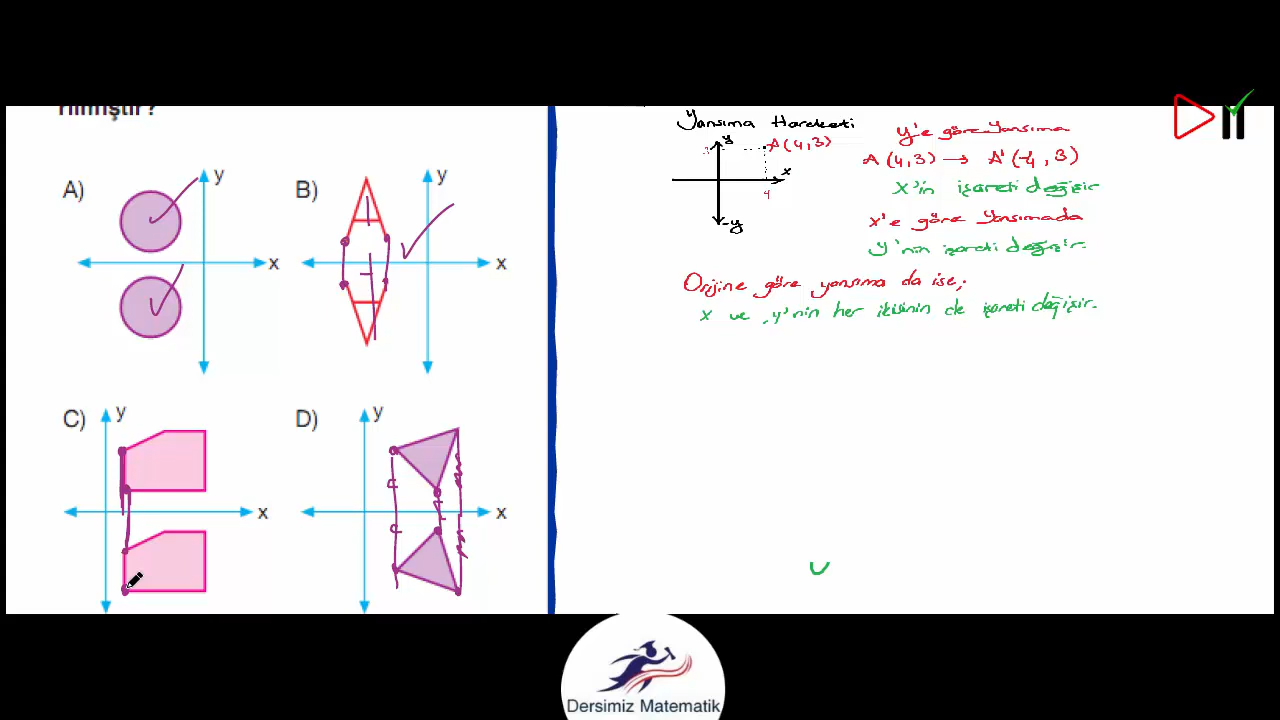 A)
y
x
B)
y
x
C)
y
x
D)
y
x
Yansıma Hareketi
y
A(4,3)
x
4
-y
y'e göre Yansıma
A(4,3) → A'(-4,3)
x'in işareti değişir
x'e göre Yansımada
y'nin işareti değişir.
Orijine göre yansıma da ise;
x ve y'nin her ikisinin de işareti değişir.
Dersimiz Matematik